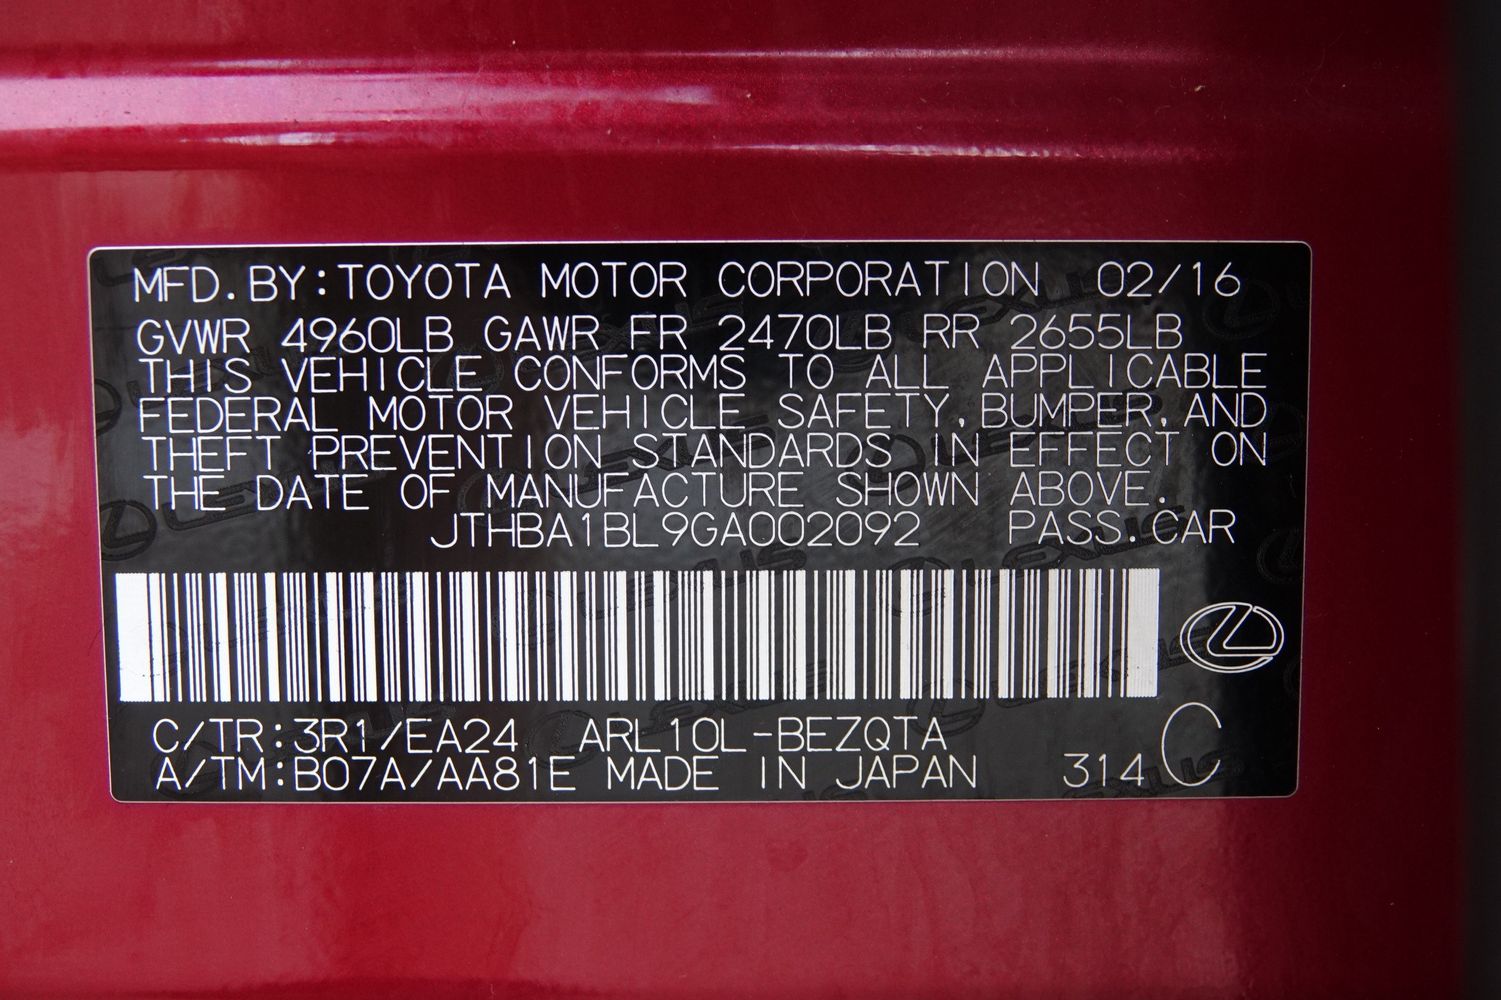 MFD. BY:TOYOTA MOTOR CORPORATION 02/16
GVWR 4960LB GAWR FR 2470LB RR 2655LB
THIS VEHICLE CONFORMS TO ALL APPLICABLE
FEDERAL MOTOR VEHICLE SAFETY, BUMPER, AND
THEFT PREVENTION STANDARDS IN EFFECT ON
THE DATE OF MANUFACTURE SHOWN ABOVE.
JTHBA1BL9GA002092 PASS. CAR
C/TR:3R1/EA24 ARL10L-BEZQTA
A/TM:B07A/AA81E MADE IN JAPAN 314 C